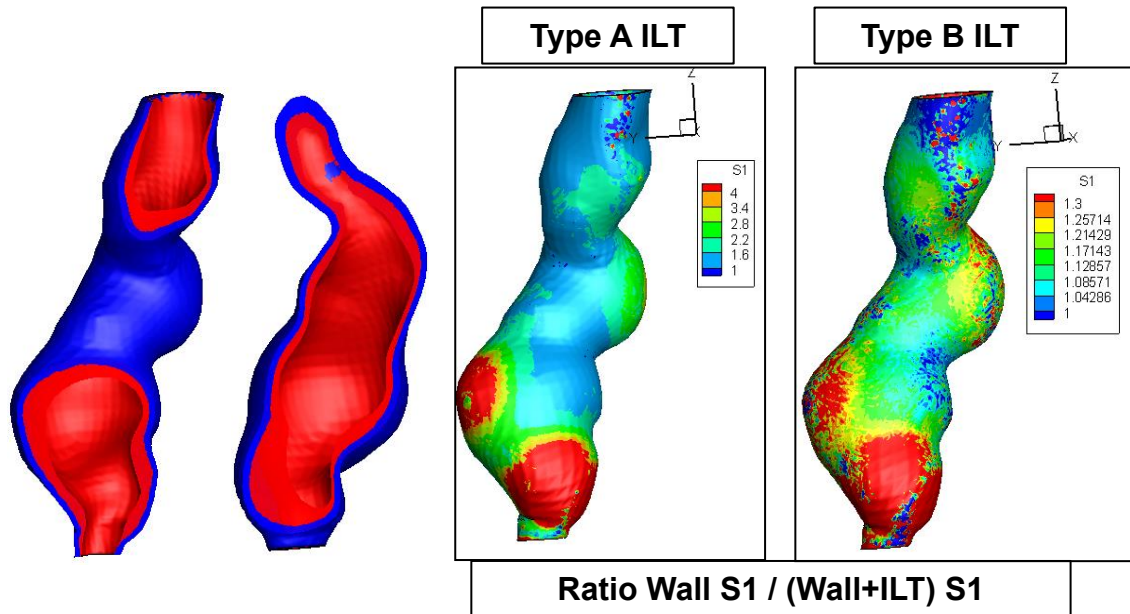 Type A ILT
Type B ILT
Z
Y
X
S1
4
3.4
2.8
2.2
1.6
1
Z
Y
X
S1
1.3
1.25714
1.21429
1.17143
1.12857
1.08571
1.04286
1
Ratio Wall S1 / (Wall+ILT) S1